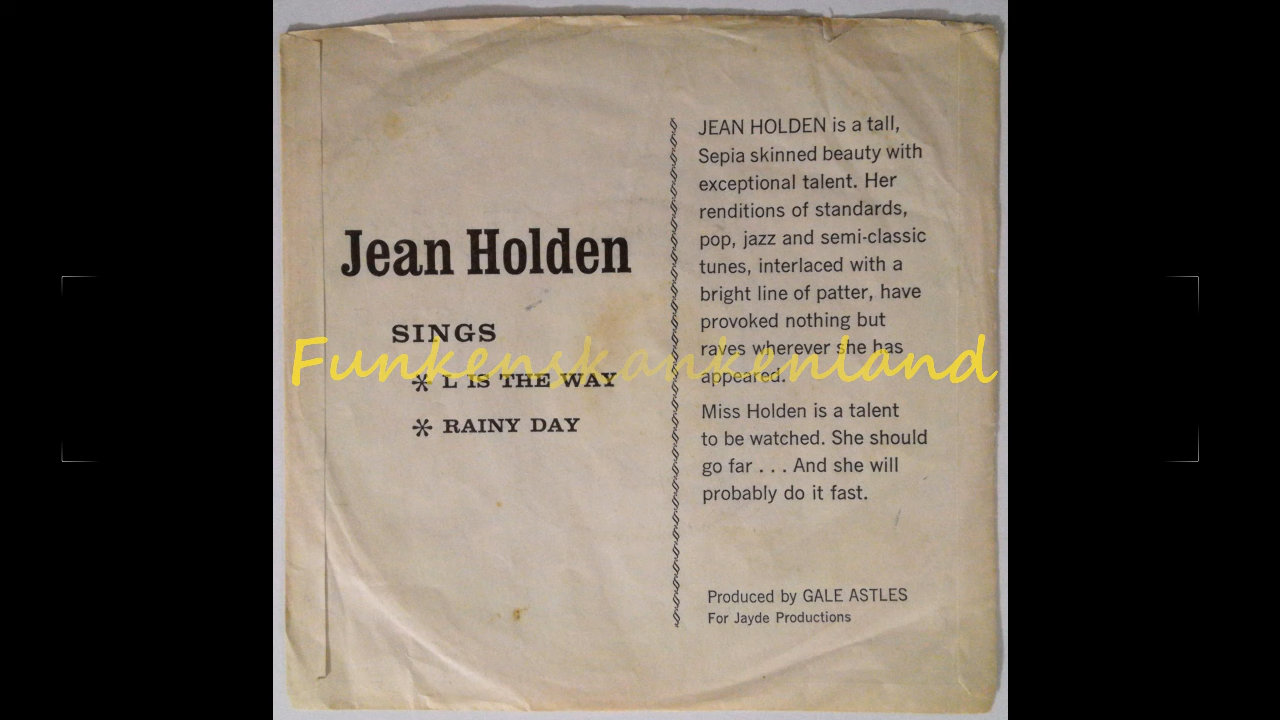 Jean Holden
SINGS
* L IS THE WAY
* RAINY DAY
JEAN HOLDEN is a tall,
Sepia skinned beauty with
exceptional talent. Her
renditions of standards,
pop, jazz and semi-classic
tunes, interlaced with a
bright line of patter, have
provoked nothing but
raves wherever she has
appeared.
Miss Holden is a talent
to be watched. She should
go far . . . And she will
probably do it fast.
Produced by GALE ASTLES
For Jayde Productions
Funkenskankenland